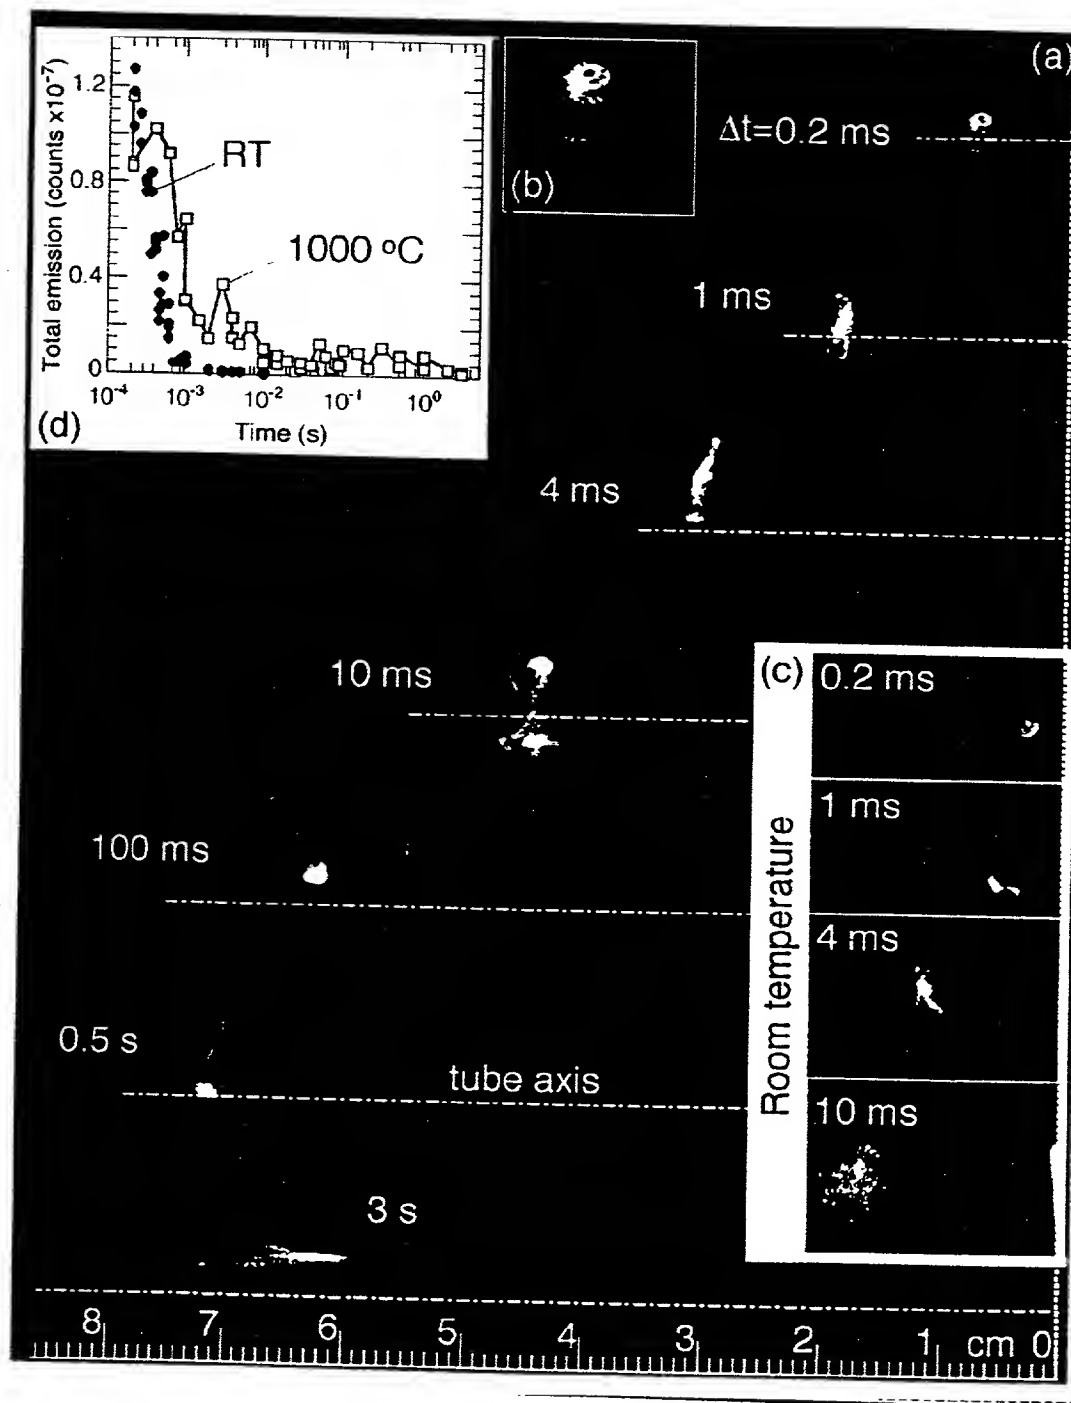 (a)
Total emission (counts x10⁻⁷)
1.2
0.8
0.4
0
RT
1000 ºC
10⁻⁴ 10⁻³ 10⁻² 10⁻¹ 10⁰
Time (s)
(d)
(b)
Δt=0.2 ms
1 ms
4 ms
10 ms
100 ms
0.5 s
tube axis
3 s
(c)
Room temperature
0.2 ms
1 ms
4 ms
10 ms
8 7 6 5 4 3 2 1 cm 0